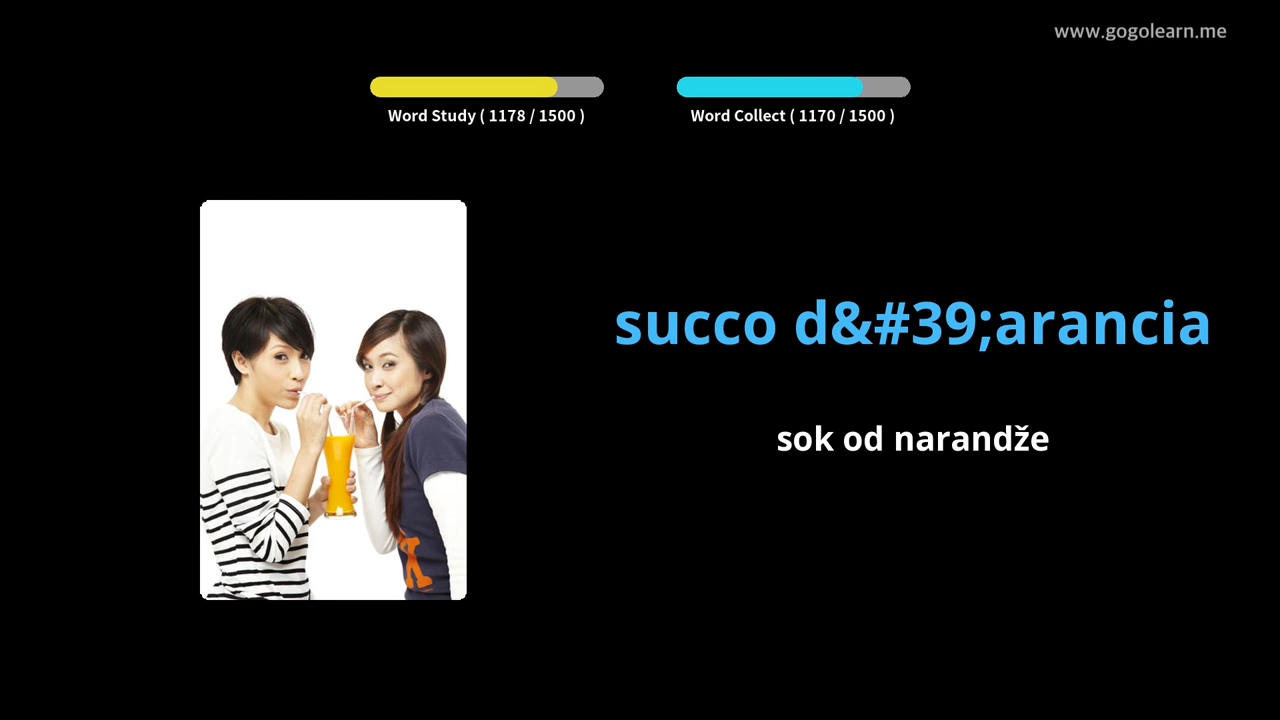 www.gogolearn.me
Word Study ( 1178 / 1500 )
Word Collect ( 1170 / 1500 )
succo d&#39;arancia
sok od narandže